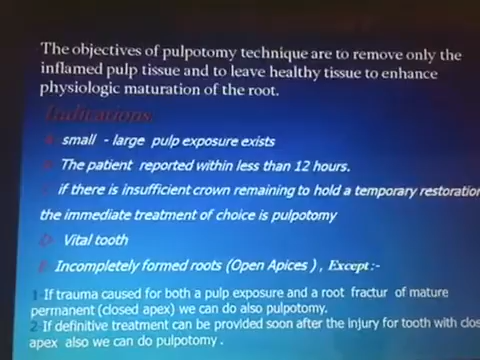 The objectives of pulpotomy technique are to remove only the
inflamed pulp tissue and to leave healthy tissue to enhance
physiologic maturation of the root.
Indications:
A- small - large pulp exposure exists
The patient reported within less than 12 hours.
if there is insufficient crown remaining to hold a temporary restoration
the immediate treatment of choice is pulpotomy
D- Vital tooth
E- Incompletely formed roots (Open Apices) , Except:-
1-If trauma caused for both a pulp exposure and a root fractur of mature
permanent (closed apex) we can do also pulpotomy.
2-If definitive treatment can be provided soon after the injury for tooth with clos
apex also we can do pulpotomy .